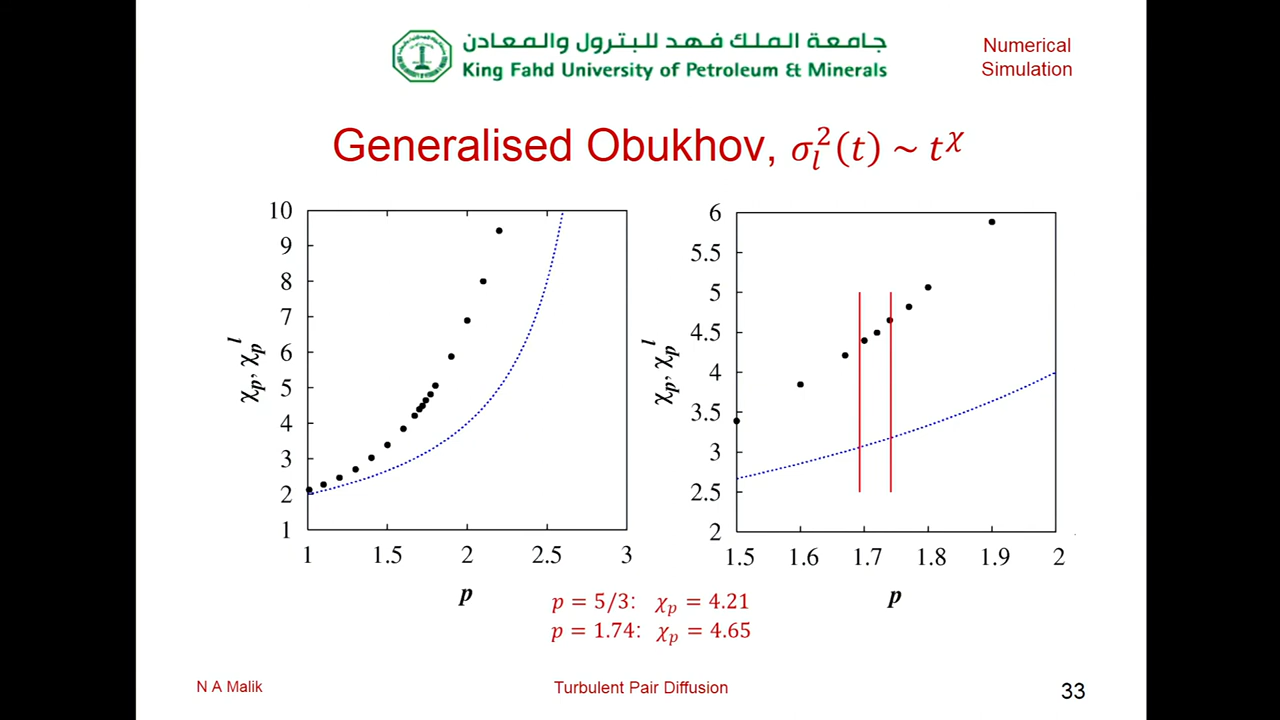 جامعة الملك فهد للبترول والمعادن
King Fahd University of Petroleum & Minerals
Numerical
Simulation
Generalised Obukhov, σ_l^2(t) ~ t^χ
10
9
8
7
6
5
4
3
2
1
χ_p, χ_p^l
1 1.5 2 2.5 3
p
6
5.5
5
4.5
4
3.5
3
2.5
2
χ_p, χ_p^l
1.5 1.6 1.7 1.8 1.9 2
p
p = 5/3: χ_p = 4.21
p = 1.74: χ_p = 4.65
N A Malik
Turbulent Pair Diffusion
33